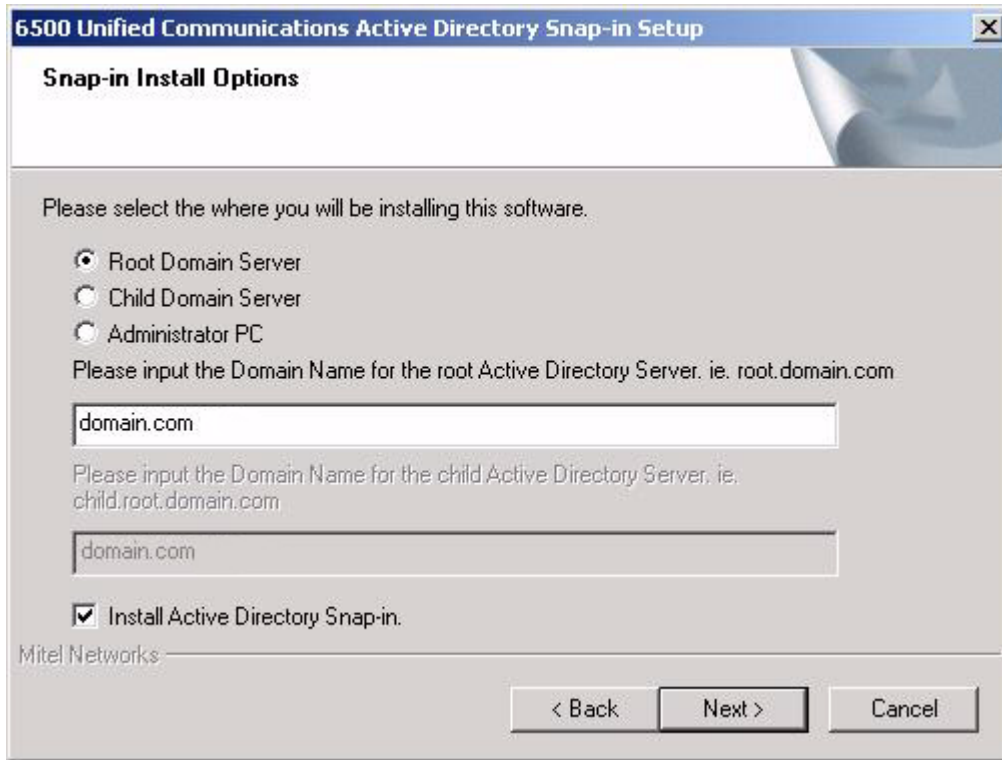 6500 Unified Communications Active Directory Snap-in Setup
Snap-in Install Options
Please select the where you will be installing this software.
Root Domain Server
Child Domain Server
Administrator PC
Please input the Domain Name for the root Active Directory Server. ie. root.domain.com
domain.com
Please input the Domain Name for the child Active Directory Server. ie.
child.root.domain.com
domain.com
Install Active Directory Snap-in.
Mitel Networks
< Back
Next >
Cancel